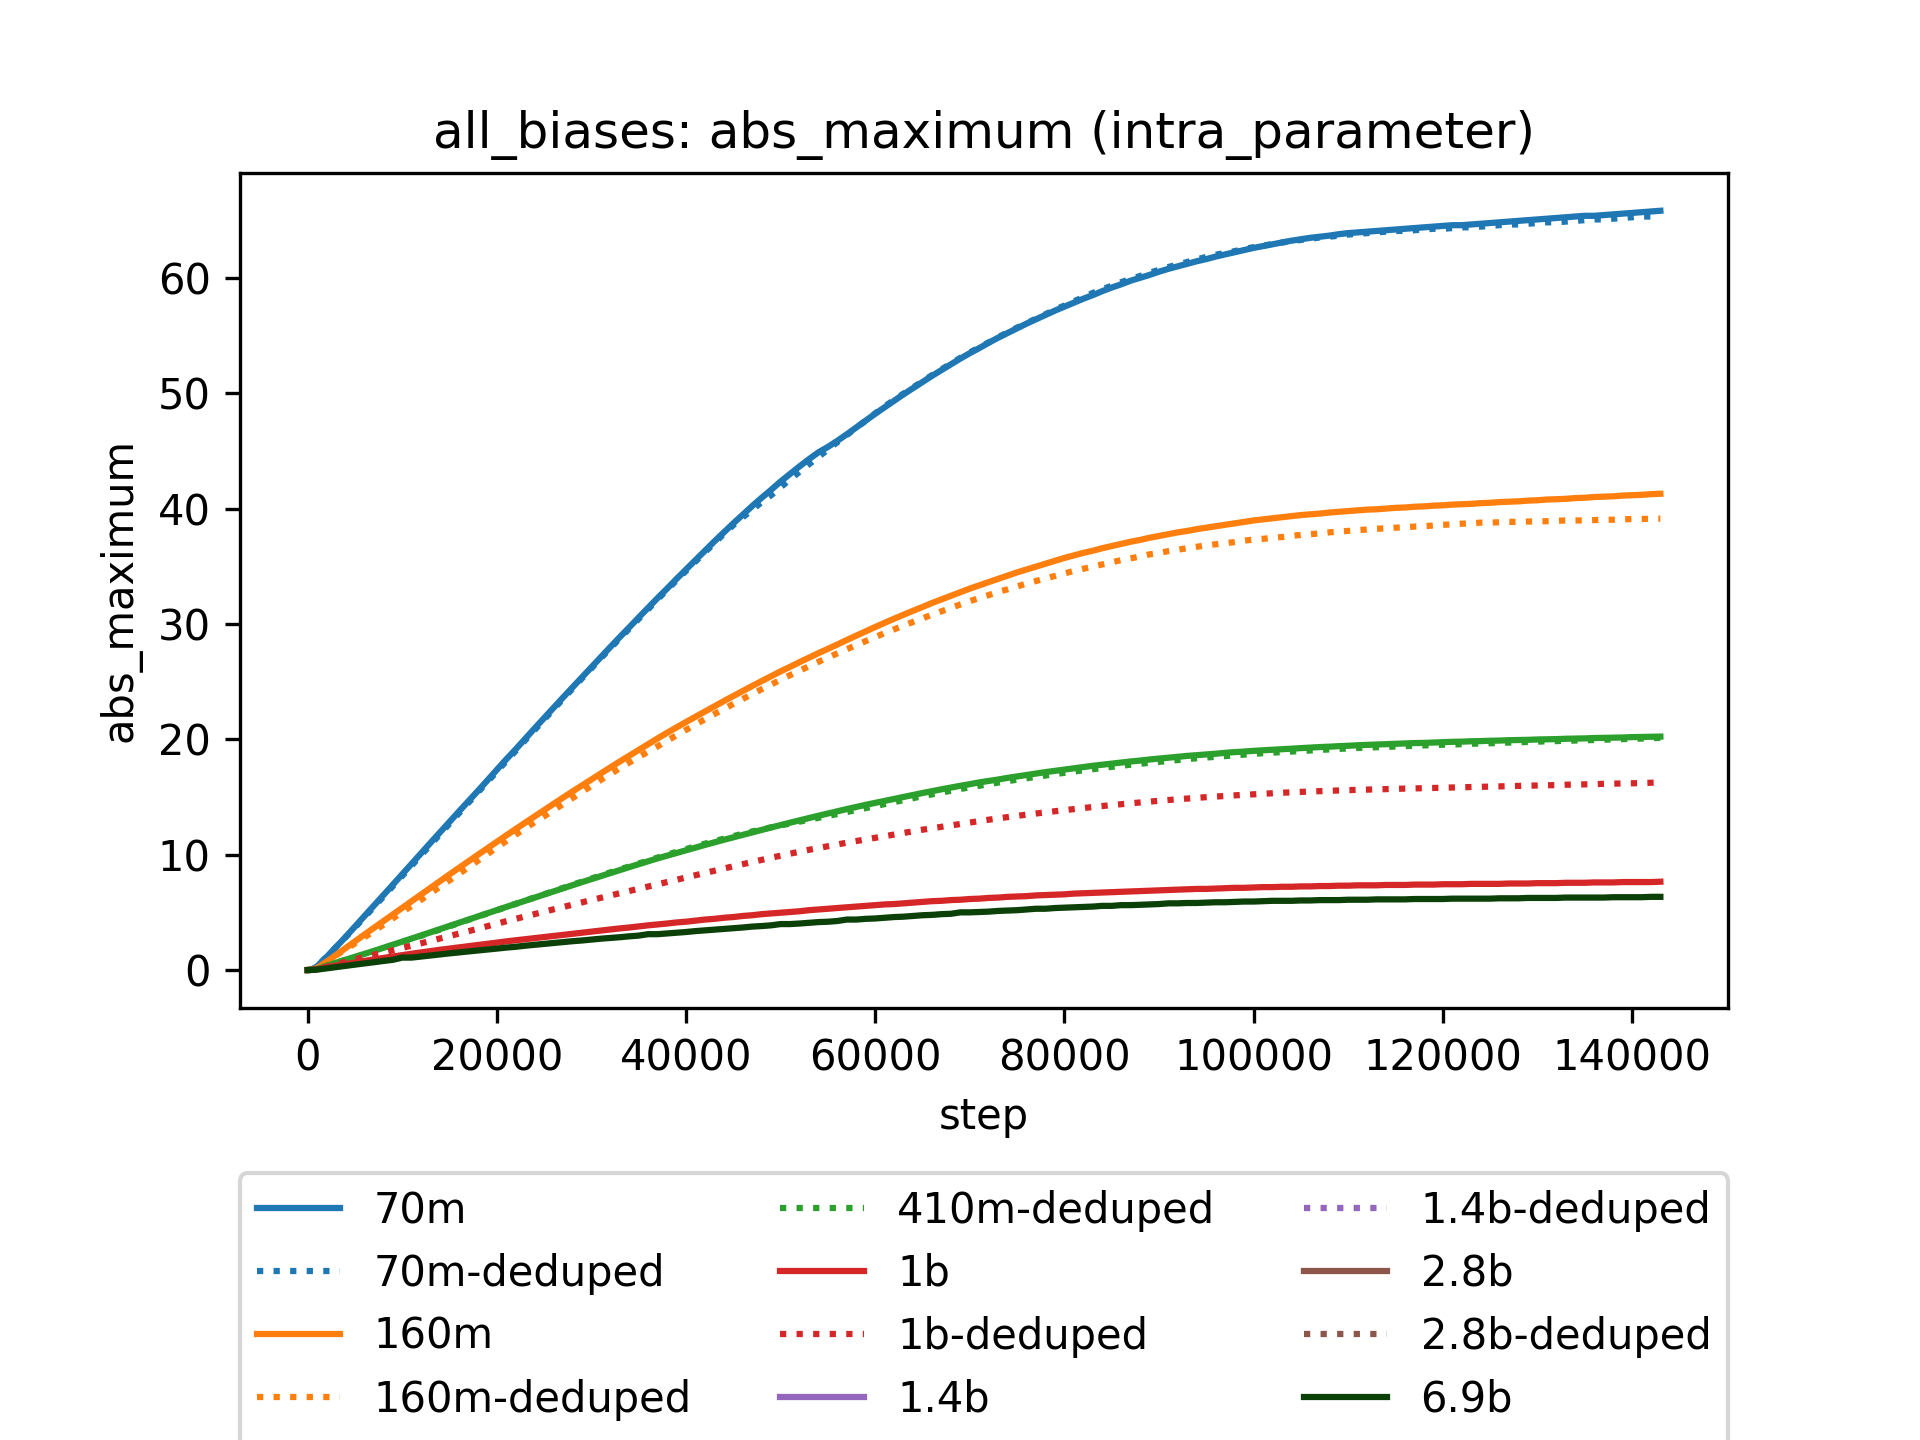 all_biases: abs_maximum (intra_parameter)
abs_maximum
60
50
40
30
20
10
0
0 20000 40000 60000 80000 100000 120000 140000
step
70m
70m-deduped
160m
160m-deduped
410m-deduped
1b
1b-deduped
1.4b
1.4b-deduped
2.8b
2.8b-deduped
6.9b